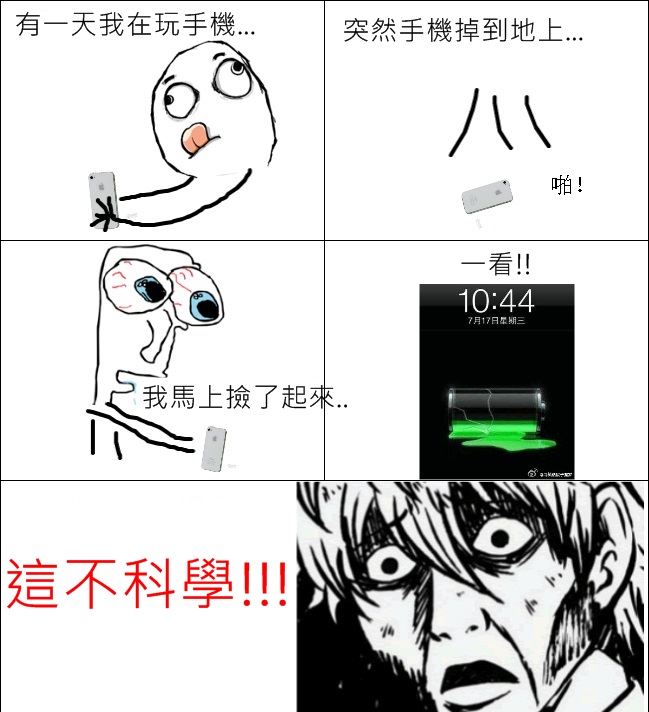 有一天我在玩手機...
突然手機掉到地上...
啪!
我馬上撿了起來..
一看!!
10:44
7月17日星期三
這不科學!!!